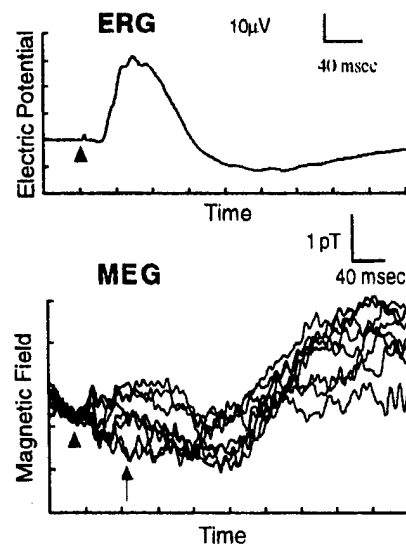 ERG
10μV
40 msec
Electric Potential
Time
1 pT
MEG
40 msec
Magnetic Field
Time